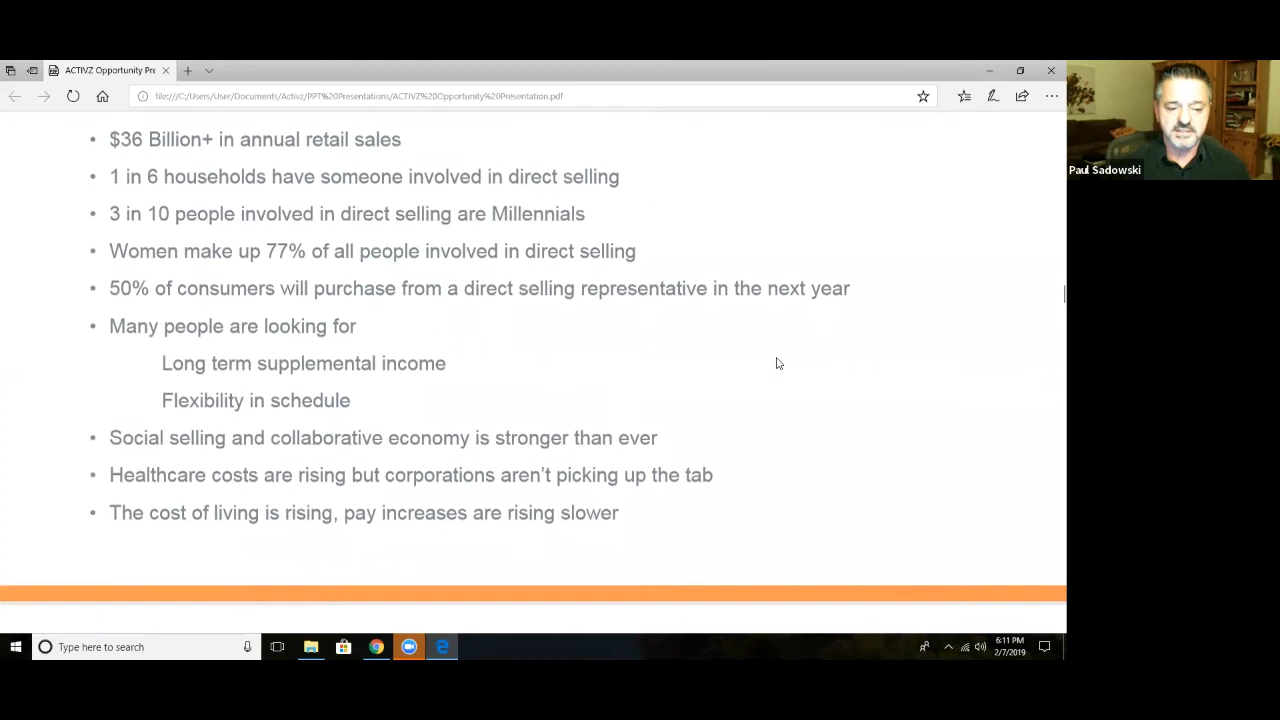 ACTIVZ Opportunity Pre
file:///C:/Users/User/Documents/Activz/PPT%20Presentations/ACTIVZ%20Opportunity%20Presentation.pdf
Paul Sadowski
• $36 Billion+ in annual retail sales
• 1 in 6 households have someone involved in direct selling
• 3 in 10 people involved in direct selling are Millennials
• Women make up 77% of all people involved in direct selling
• 50% of consumers will purchase from a direct selling representative in the next year
• Many people are looking for
Long term supplemental income
Flexibility in schedule
• Social selling and collaborative economy is stronger than ever
• Healthcare costs are rising but corporations aren’t picking up the tab
• The cost of living is rising, pay increases are rising slower
Type here to search
6:11 PM
2/7/2019